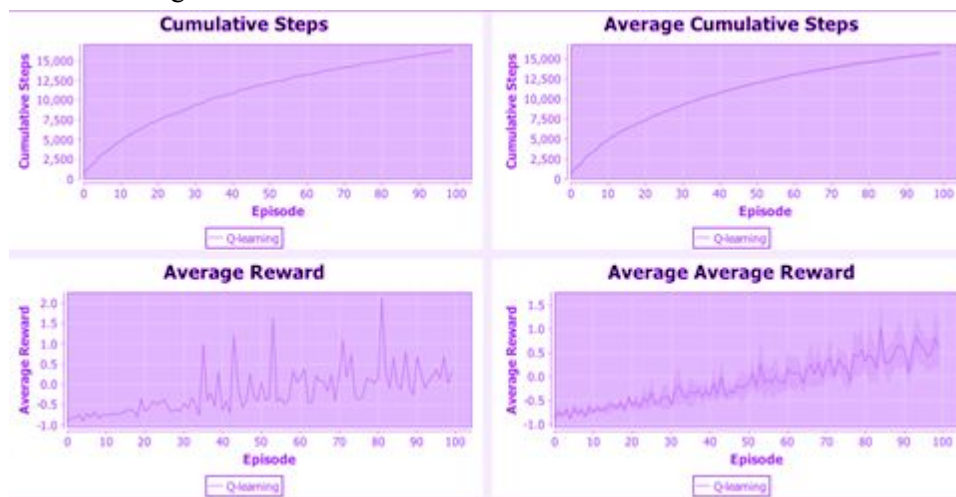 Cumulative Steps
Cumulative Steps
15,000
12,500
10,000
7,500
5,000
2,500
0
0 10 20 30 40 50 60 70 80 90 100
Episode
Q-learning
Average Cumulative Steps
Cumulative Steps
15,000
12,500
10,000
7,500
5,000
2,500
0
0 10 20 30 40 50 60 70 80 90 100
Episode
Q-learning
Average Reward
Average Reward
2.0
1.5
1.0
0.5
0.0
-0.5
-1.0
0 10 20 30 40 50 60 70 80 90 100
Episode
Q-learning
Average Average Reward
Average Reward
1.5
1.0
0.5
0.0
-0.5
-1.0
0 10 20 30 40 50 60 70 80 90 100
Episode
Q-learning